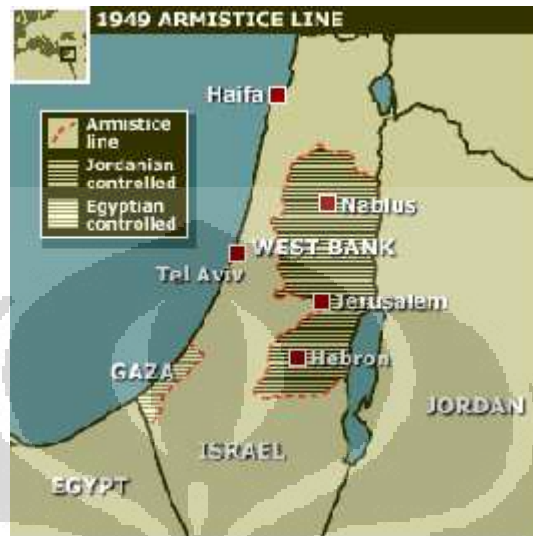 1949 ARMISTICE LINE
Haifa
Armistice
line
Jordanian
controlled
Egyptian
controlled
Nablus
WEST BANK
Tel Aviv
Jerusalem
GAZA
Hebron
JORDAN
ISRAEL
EGYPT